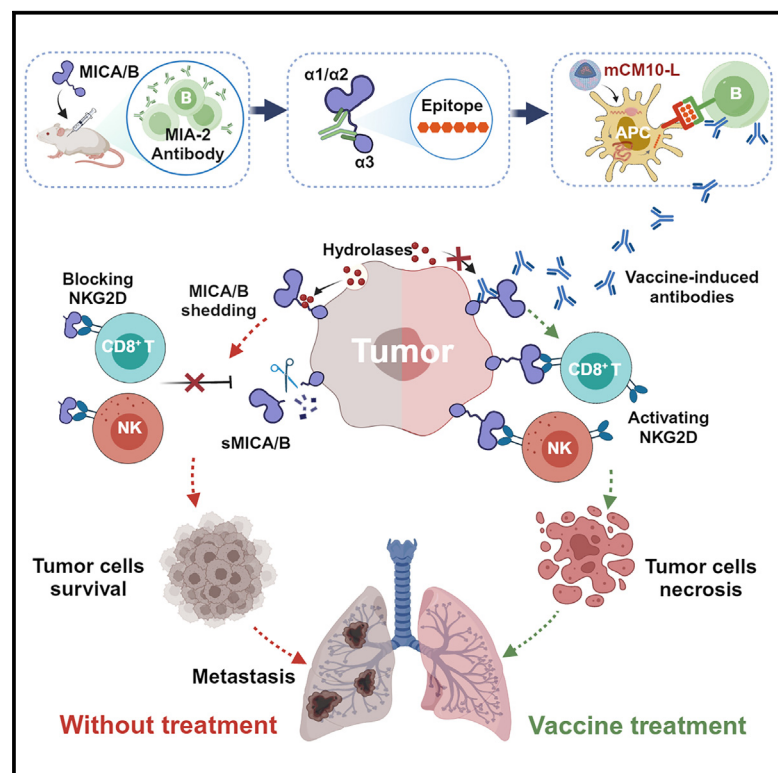 MICA/B
B
MIA-2
Antibody
α1/α2
Epitope
α3
mCM10-L
APC
B
Hydrolases
Blocking
NKG2D
MICA/B
shedding
Vaccine-induced
antibodies
CD8⁺ T
Tumor
CD8⁺ T
NK
sMICA/B
NK
Activating
NKG2D
Tumor cells
survival
Tumor cells
necrosis
Metastasis
Without treatment
Vaccine treatment